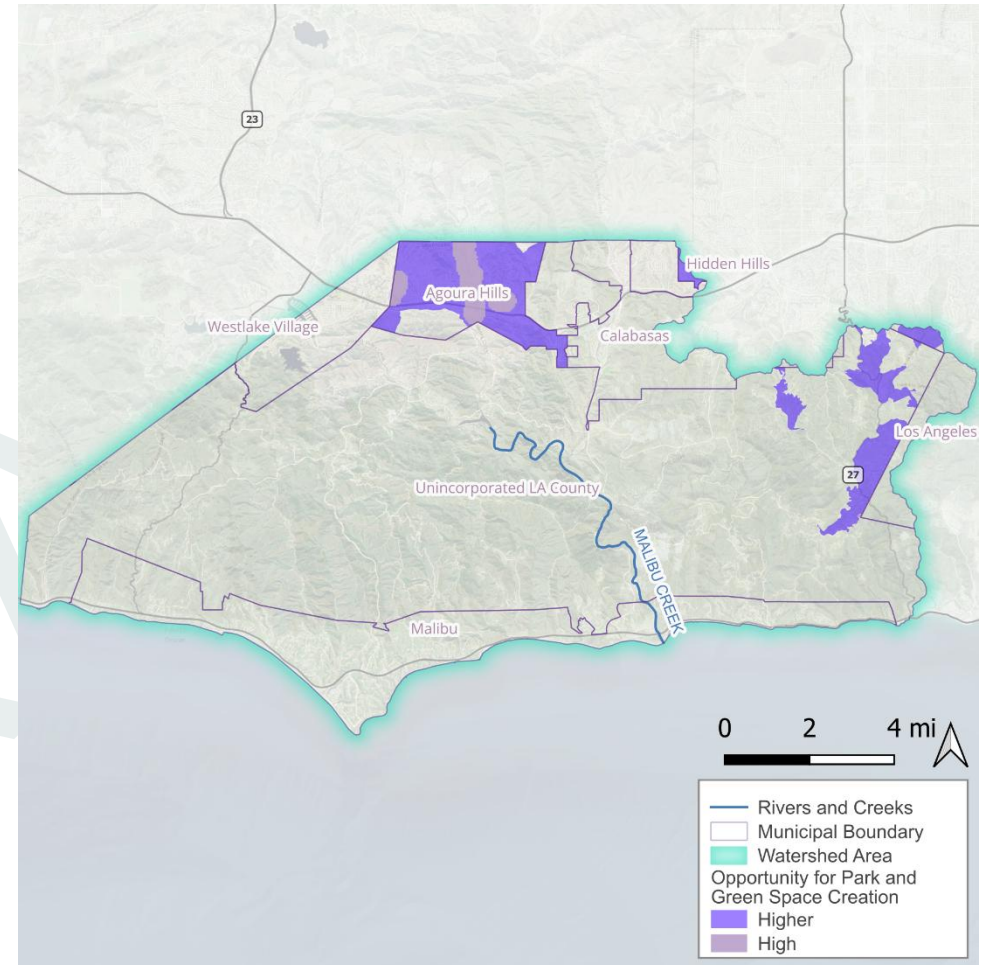 23
Hidden Hills
Agoura Hills
Westlake Village
Calabasas
Los Angeles
27
Unincorporated LA County
MALIBU CREEK
Malibu
0 2 4 mi
Rivers and Creeks
Municipal Boundary
Watershed Area
Opportunity for Park and
Green Space Creation
Higher
High